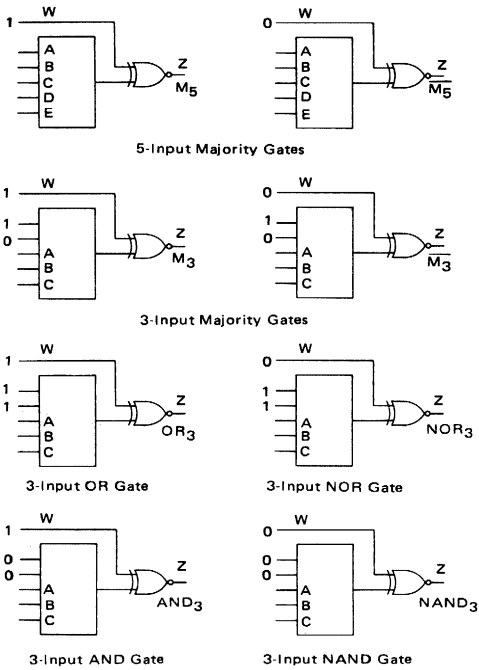 W W
1 0
A A
B Z B Z
C M5 C M5
D D
E E
5-Input Majority Gates
W W
1 0
1 1
0 Z 0 Z
A M3 A M3
B B
C C
3-Input Majority Gates
W W
1 0
1 1
1 Z 1 Z
A OR3 A NOR3
B B
C C
3-Input OR Gate 3-Input NOR Gate
W W
1 0
0 0
0 Z 0 Z
A AND3 A NAND3
B B
C C
3-Input AND Gate 3-Input NAND Gate